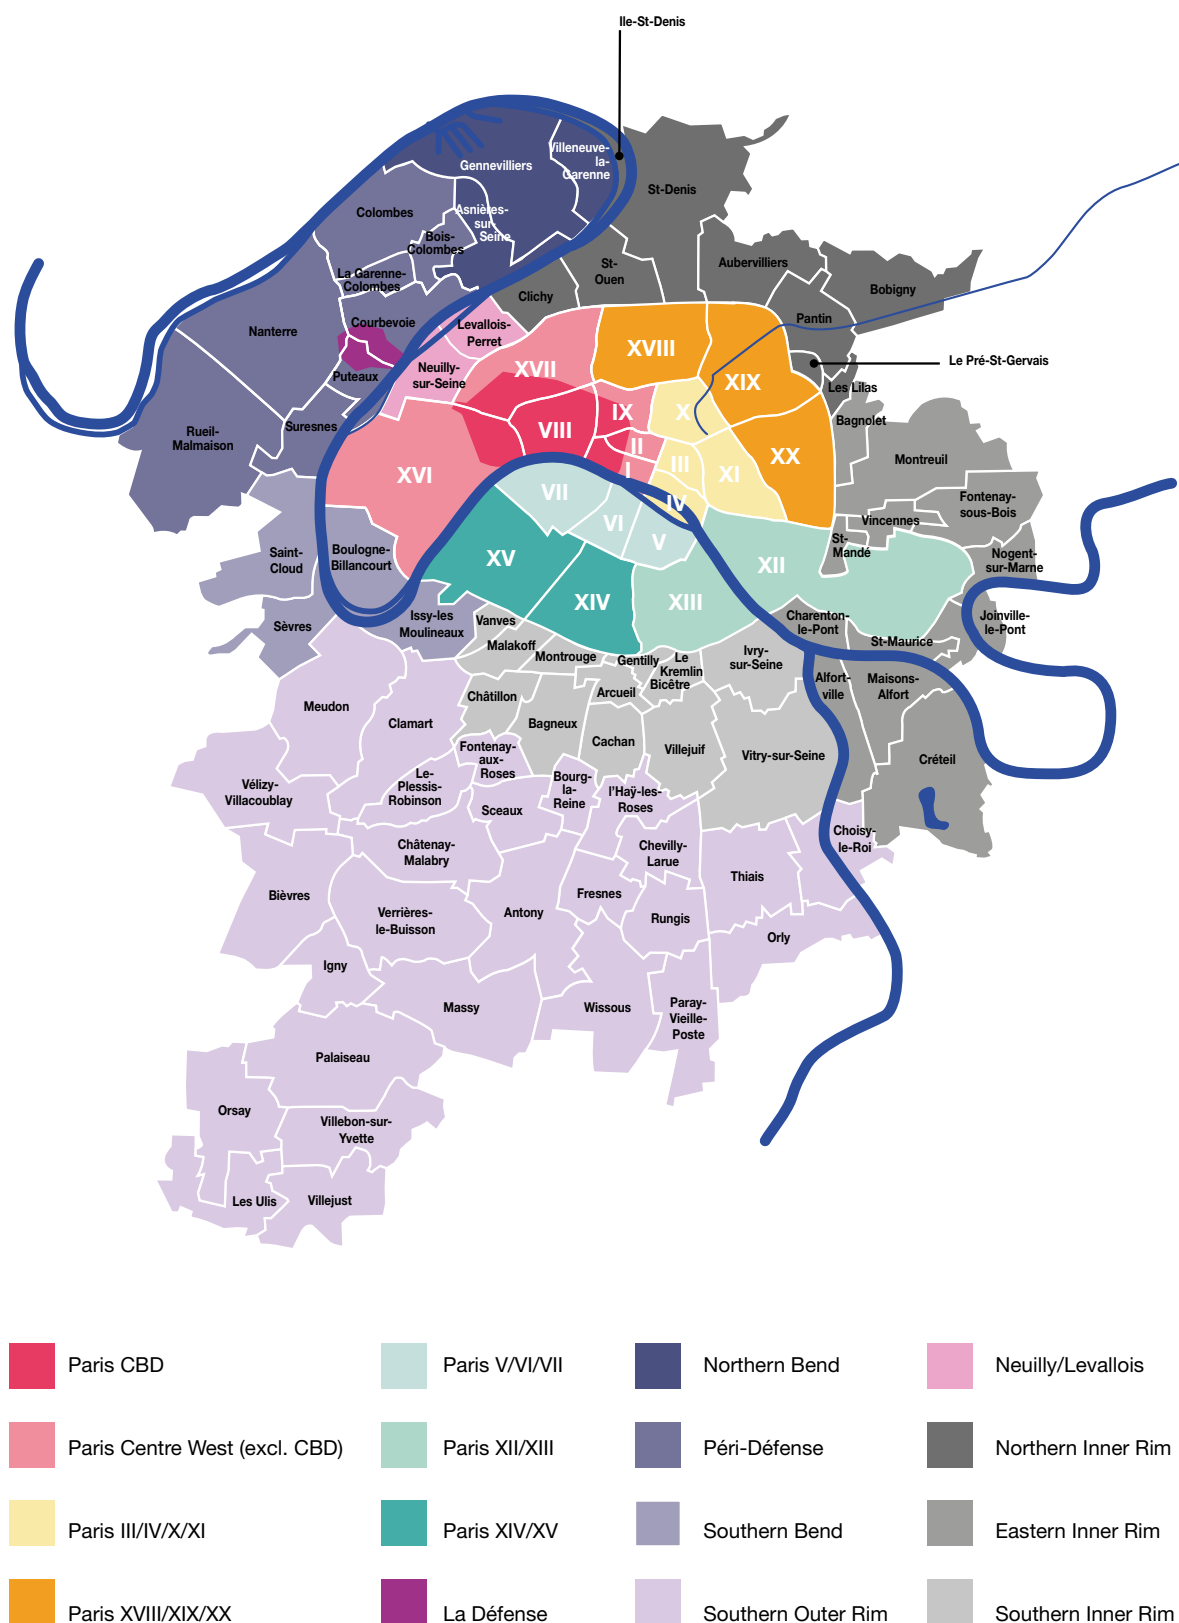 Ile-St-Denis
Villeneuve-
la-
Garenne
Gennevilliers
St-Denis
Colombes
Asnières-
sur-
Seine
Bois-
Colombes
St-
Ouen
Aubervilliers
La Garenne-
Colombes
Bobigny
Clichy
Pantin
Nanterre
Courbevoie
Levallois-
Perret
XVIII
Le Pré-St-Gervais
XVII
Puteaux
Neuilly-
sur-Seine
XIX
Les Lilas
IX
X
Bagnolet
Rueil-
Malmaison
Suresnes
VIII
II
XX
Montreuil
III
I
XVI
XI
VII
IV
Fontenay-
sous-Bois
Vincennes
VI
V
St-
Mandé
Saint-
Cloud
Boulogne-
Billancourt
XV
XII
Nogent-
sur-Marne
XIV
XIII
Issy-les
Moulineaux
Vanves
Charenton-
le-Pont
Joinville-
le-Pont
Sèvres
St-Maurice
Malakoff
Montrouge
Gentilly
Le
Kremlin
Bicêtre
Ivry-
sur-Seine
Alfort-
ville
Maisons-
Alfort
Meudon
Châtillon
Arcueil
Clamart
Bagneux
Cachan
Villejuif
Vitry-sur-Seine
Créteil
Fontenay-
aux-
Roses
Vélizy-
Villacoublay
Le-
Plessis-
Robinson
Bourg-
la-
Reine
l'Haÿ-les-
Roses
Sceaux
Choisy-
le-Roi
Châtenay-
Malabry
Chevilly-
Larue
Thiais
Bièvres
Fresnes
Verrières-
le-Buisson
Antony
Rungis
Orly
Igny
Massy
Wissous
Paray-
Vieille-
Poste
Palaiseau
Orsay
Villebon-sur-
Yvette
Les Ulis
Villejust
Paris CBD
Paris V/VI/VII
Northern Bend
Neuilly/Levallois
Paris Centre West (excl. CBD)
Paris XII/XIII
Péri-Défense
Northern Inner Rim
Paris III/IV/X/XI
Paris XIV/XV
Southern Bend
Eastern Inner Rim
Paris XVIII/XIX/XX
La Défense
Southern Outer Rim
Southern Inner Rim